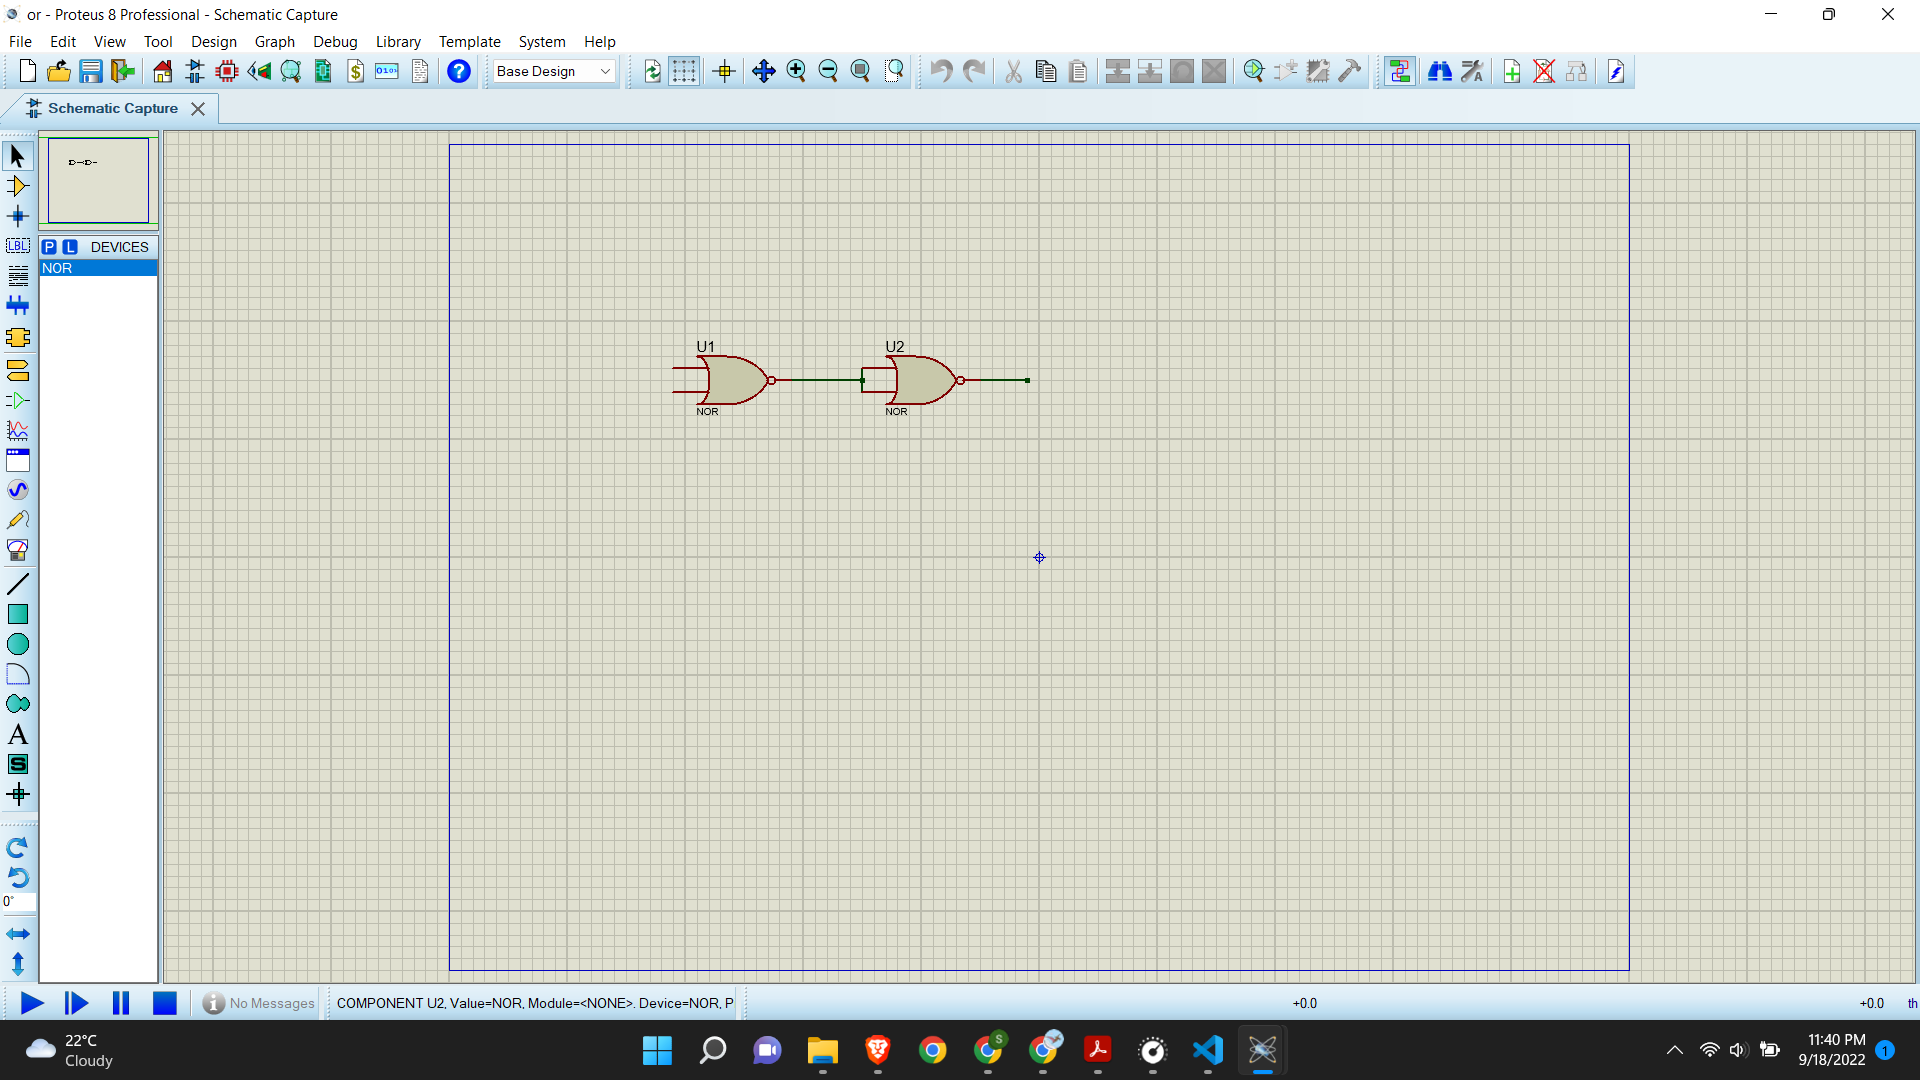 or - Proteus 8 Professional - Schematic Capture
File Edit View Tool Design Graph Debug Library Template System Help
Base Design
Schematic Capture
P L DEVICES
NOR
LBL
A
S
0°
U1
NOR
U2
NOR
No Messages
COMPONENT U2, Value=NOR, Module=<NONE>. Device=NOR, P
+0.0
+0.0
th
22°C
Cloudy
S
11:40 PM
9/18/2022
1